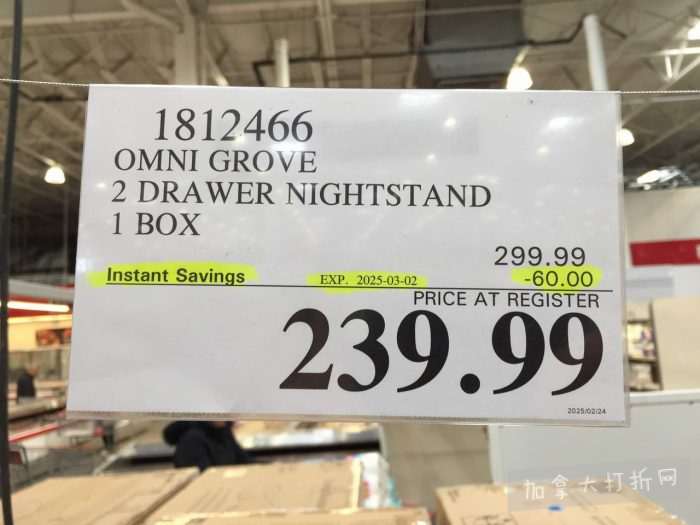 1812466
OMNI GROVE
2 DRAWER NIGHTSTAND
1 BOX
299.99
Instant Savings EXP. 2025-03-02 -60.00
PRICE AT REGISTER
239.99
2025/02/24
加拿大打折网